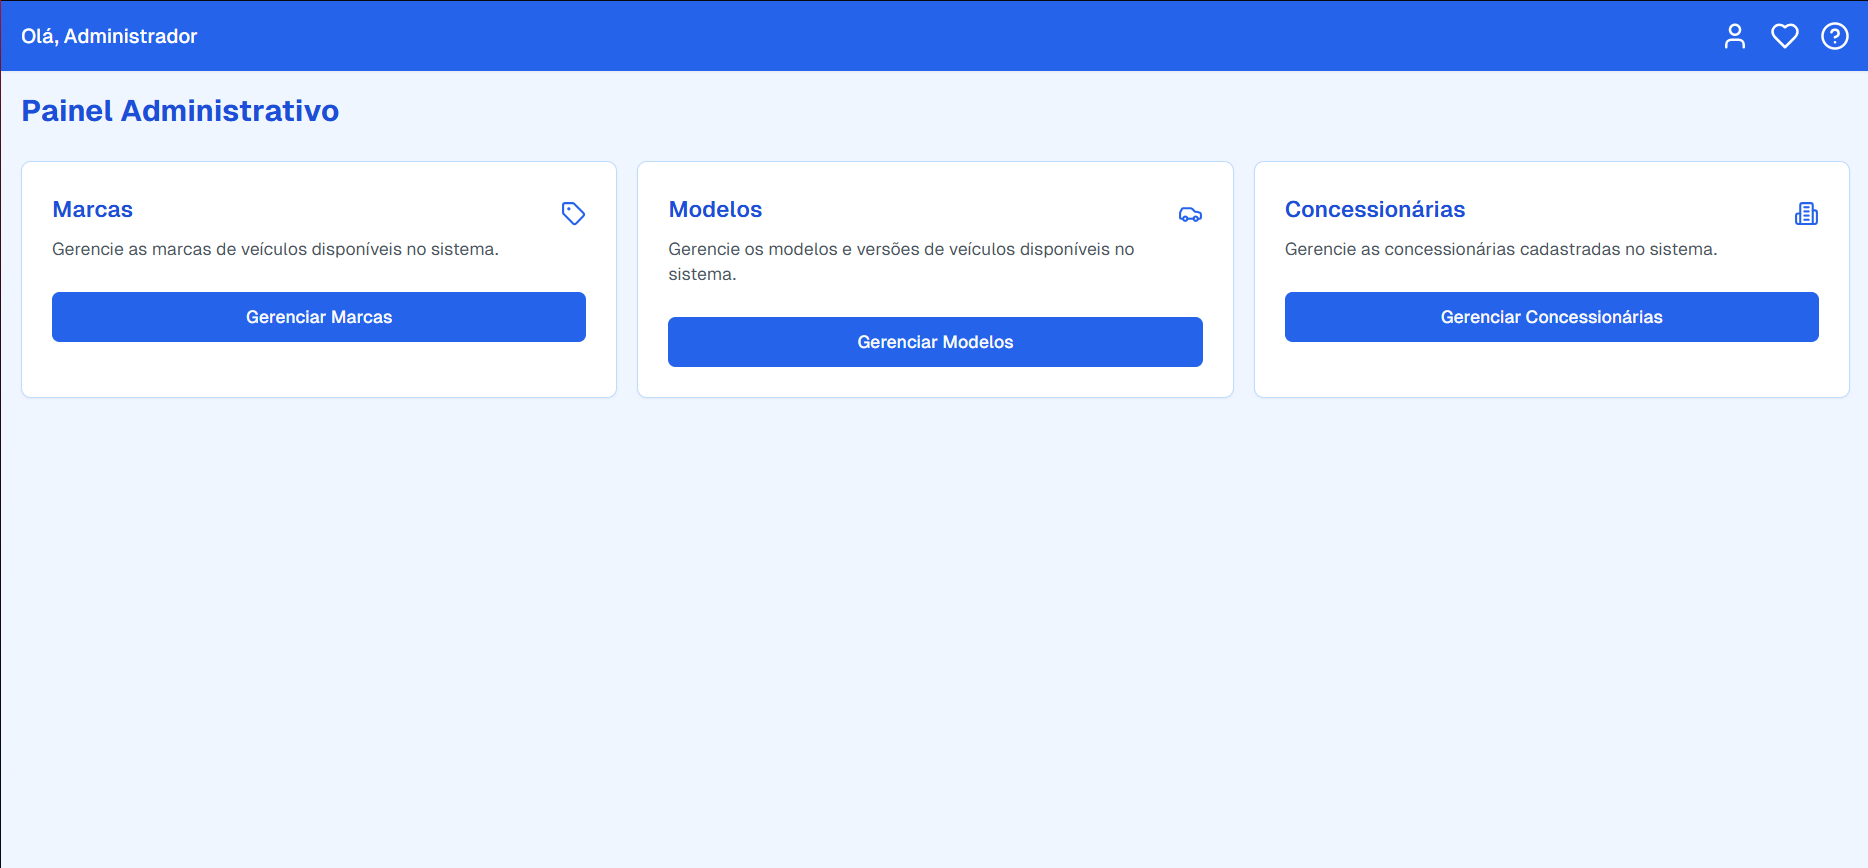 Olá, Administrador
Painel Administrativo
Marcas
Gerencie as marcas de veículos disponíveis no sistema.
Gerenciar Marcas
Modelos
Gerencie os modelos e versões de veículos disponíveis no
sistema.
Gerenciar Modelos
Concessionárias
Gerencie as concessionárias cadastradas no sistema.
Gerenciar Concessionárias